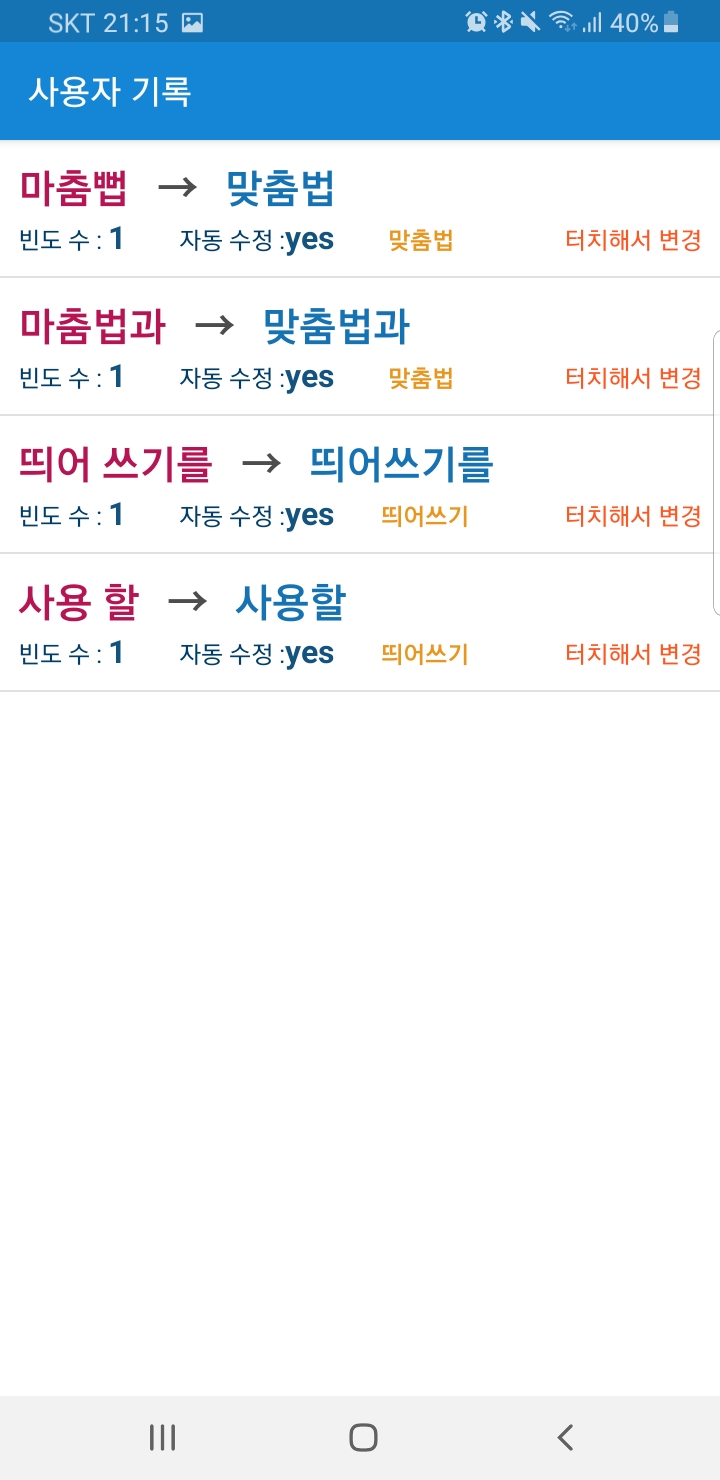 SKT 21:15 40%
사용자 기록
마춤뻡 → 맞춤법
빈도 수 : 1 자동 수정 :yes 맞춤법 터치해서 변경
마춤법과 → 맞춤법과
빈도 수 : 1 자동 수정 :yes 맞춤법 터치해서 변경
띄어 쓰기를 → 띄어쓰기를
빈도 수 : 1 자동 수정 :yes 띄어쓰기 터치해서 변경
사용 할 → 사용할
빈도 수 : 1 자동 수정 :yes 띄어쓰기 터치해서 변경